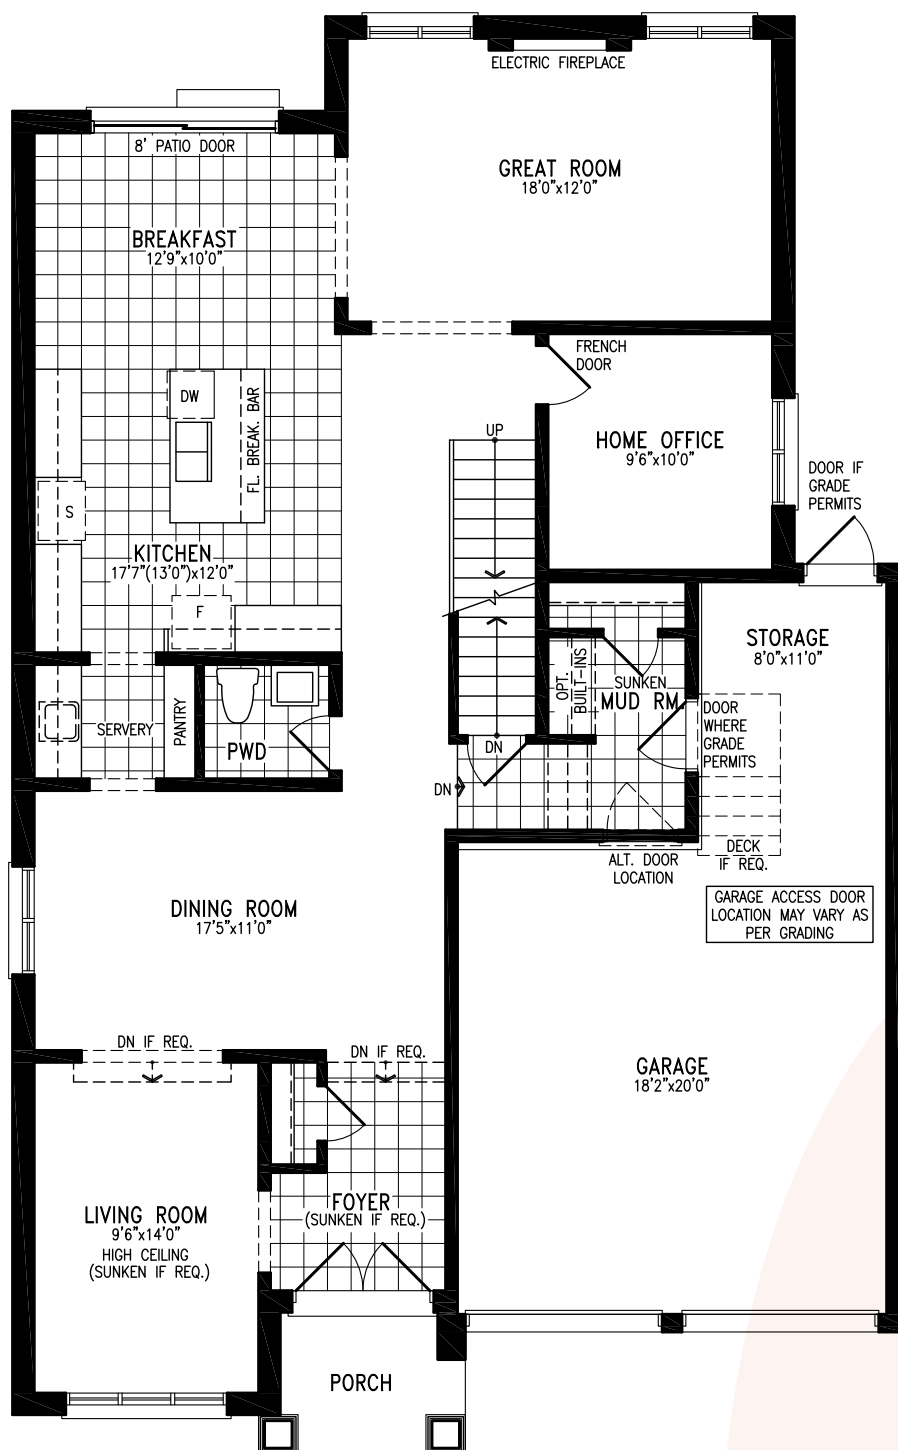 ELECTRIC FIREPLACE
8' PATIO DOOR
GREAT ROOM
18'0"x12'0"
BREAKFAST
12'9"x10'0"
FRENCH
DOOR
DW
FL. BREAK. BAR
UP
HOME OFFICE
9'6"x10'0"
DOOR IF
GRADE
PERMITS
S
KITCHEN
17'7"(13'0")x12'0"
F
STORAGE
8'0"x11'0"
OPT.
BUILT-INS
SUNKEN
MUD RM.
DOOR
WHERE
GRADE
PERMITS
SERVERY
PANTRY
PWD
DN
DN
DECK
IF REQ.
ALT. DOOR
LOCATION
GARAGE ACCESS DOOR
LOCATION MAY VARY AS
PER GRADING
DINING ROOM
17'5"x11'0"
DN IF REQ.
DN IF REQ.
GARAGE
18'2"x20'0"
LIVING ROOM
9'6"x14'0"
HIGH CEILING
(SUNKEN IF REQ.)
FOYER
(SUNKEN IF REQ.)
PORCH